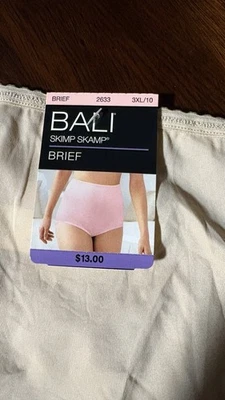 BRIEF 2633 3XL/10
BALI
SKIMP SKAMP®
BRIEF
$13.00